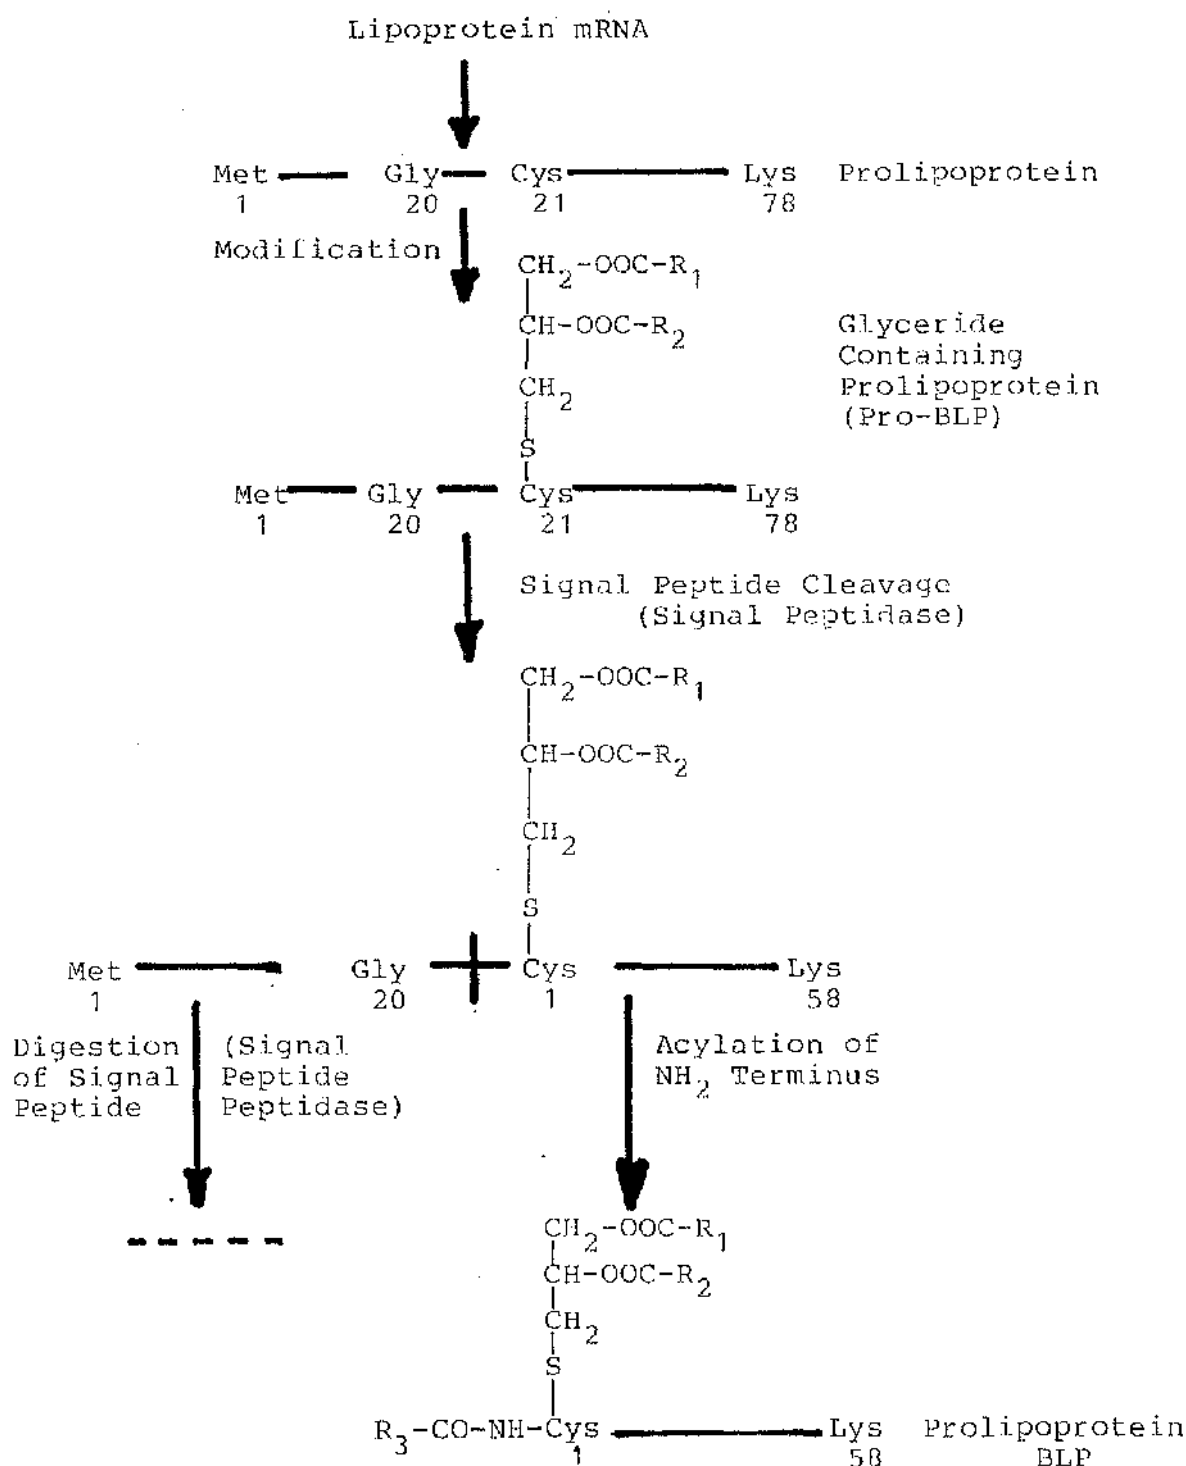 Lipoprotein mRNA
Met Gly Cys Lys Prolipoprotein
1 20 21 78
Modification
CH2-OOC-R1
CH-OOC-R2
CH2
S
Glyceride
Containing
Prolipoprotein
(Pro-BLP)
Met Gly Cys Lys
1 20 21 78
Signal Peptide Cleavage
(Signal Peptidase)
CH2-OOC-R1
CH-OOC-R2
CH2
S
Met Gly Cys Lys
1 20 1 58
Digestion
of Signal
Peptide
(Signal
Peptide
Peptidase)
Acylation of
NH2 Terminus
CH2-OOC-R1
CH-OOC-R2
CH2
S
R3-CO-NH-Cys Lys Prolipoprotein
1 58 BLP